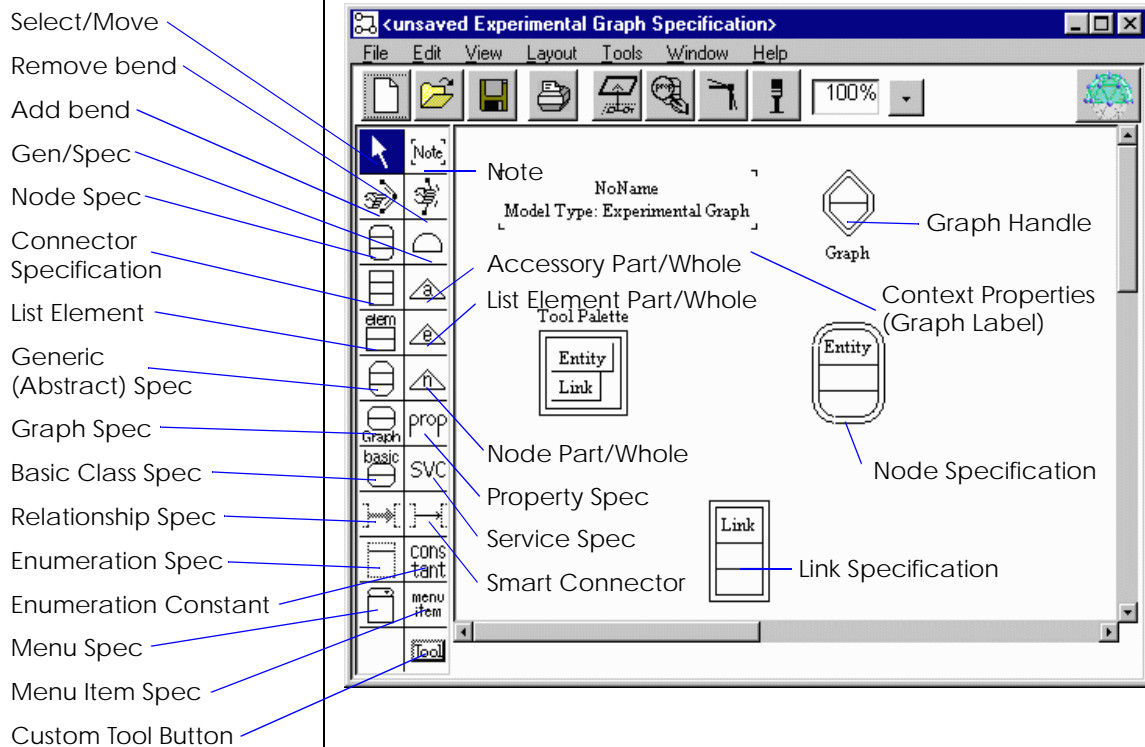 Select/Move
Remove bend
Add bend
Gen/Spec
Node Spec
Connector
Specification
List Element
Generic
(Abstract) Spec
Graph Spec
Basic Class Spec
Relationship Spec
Enumeration Spec
Enumeration Constant
Menu Spec
Menu Item Spec
Custom Tool Button
<unsaved Experimental Graph Specification>
File Edit View Layout Tools Window Help
prop
100%
Note
elem
a
e
n
Graph
prop
basic
SVC
cons
tant
menu
item
Tool
Note
NoName
Model Type: Experimental Graph
Graph
Graph Handle
Accessory Part/Whole
List Element Part/Whole
Context Properties
(Graph Label)
Tool Palette
Entity
Link
Entity
Node Part/Whole
Node Specification
Property Spec
Service Spec
Smart Connector
Link
Link Specification